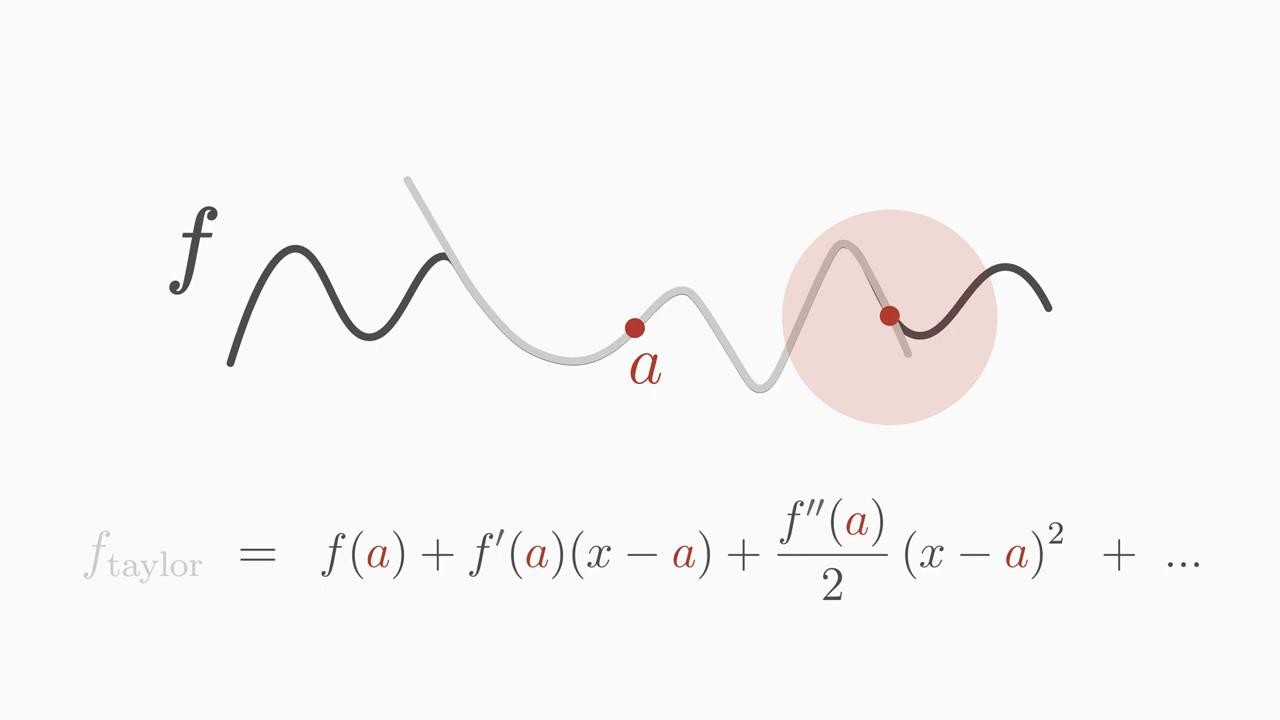 f
a
f_taylor = f(a) + f′(a)(x − a) + f″(a)/2 (x − a)² + ...